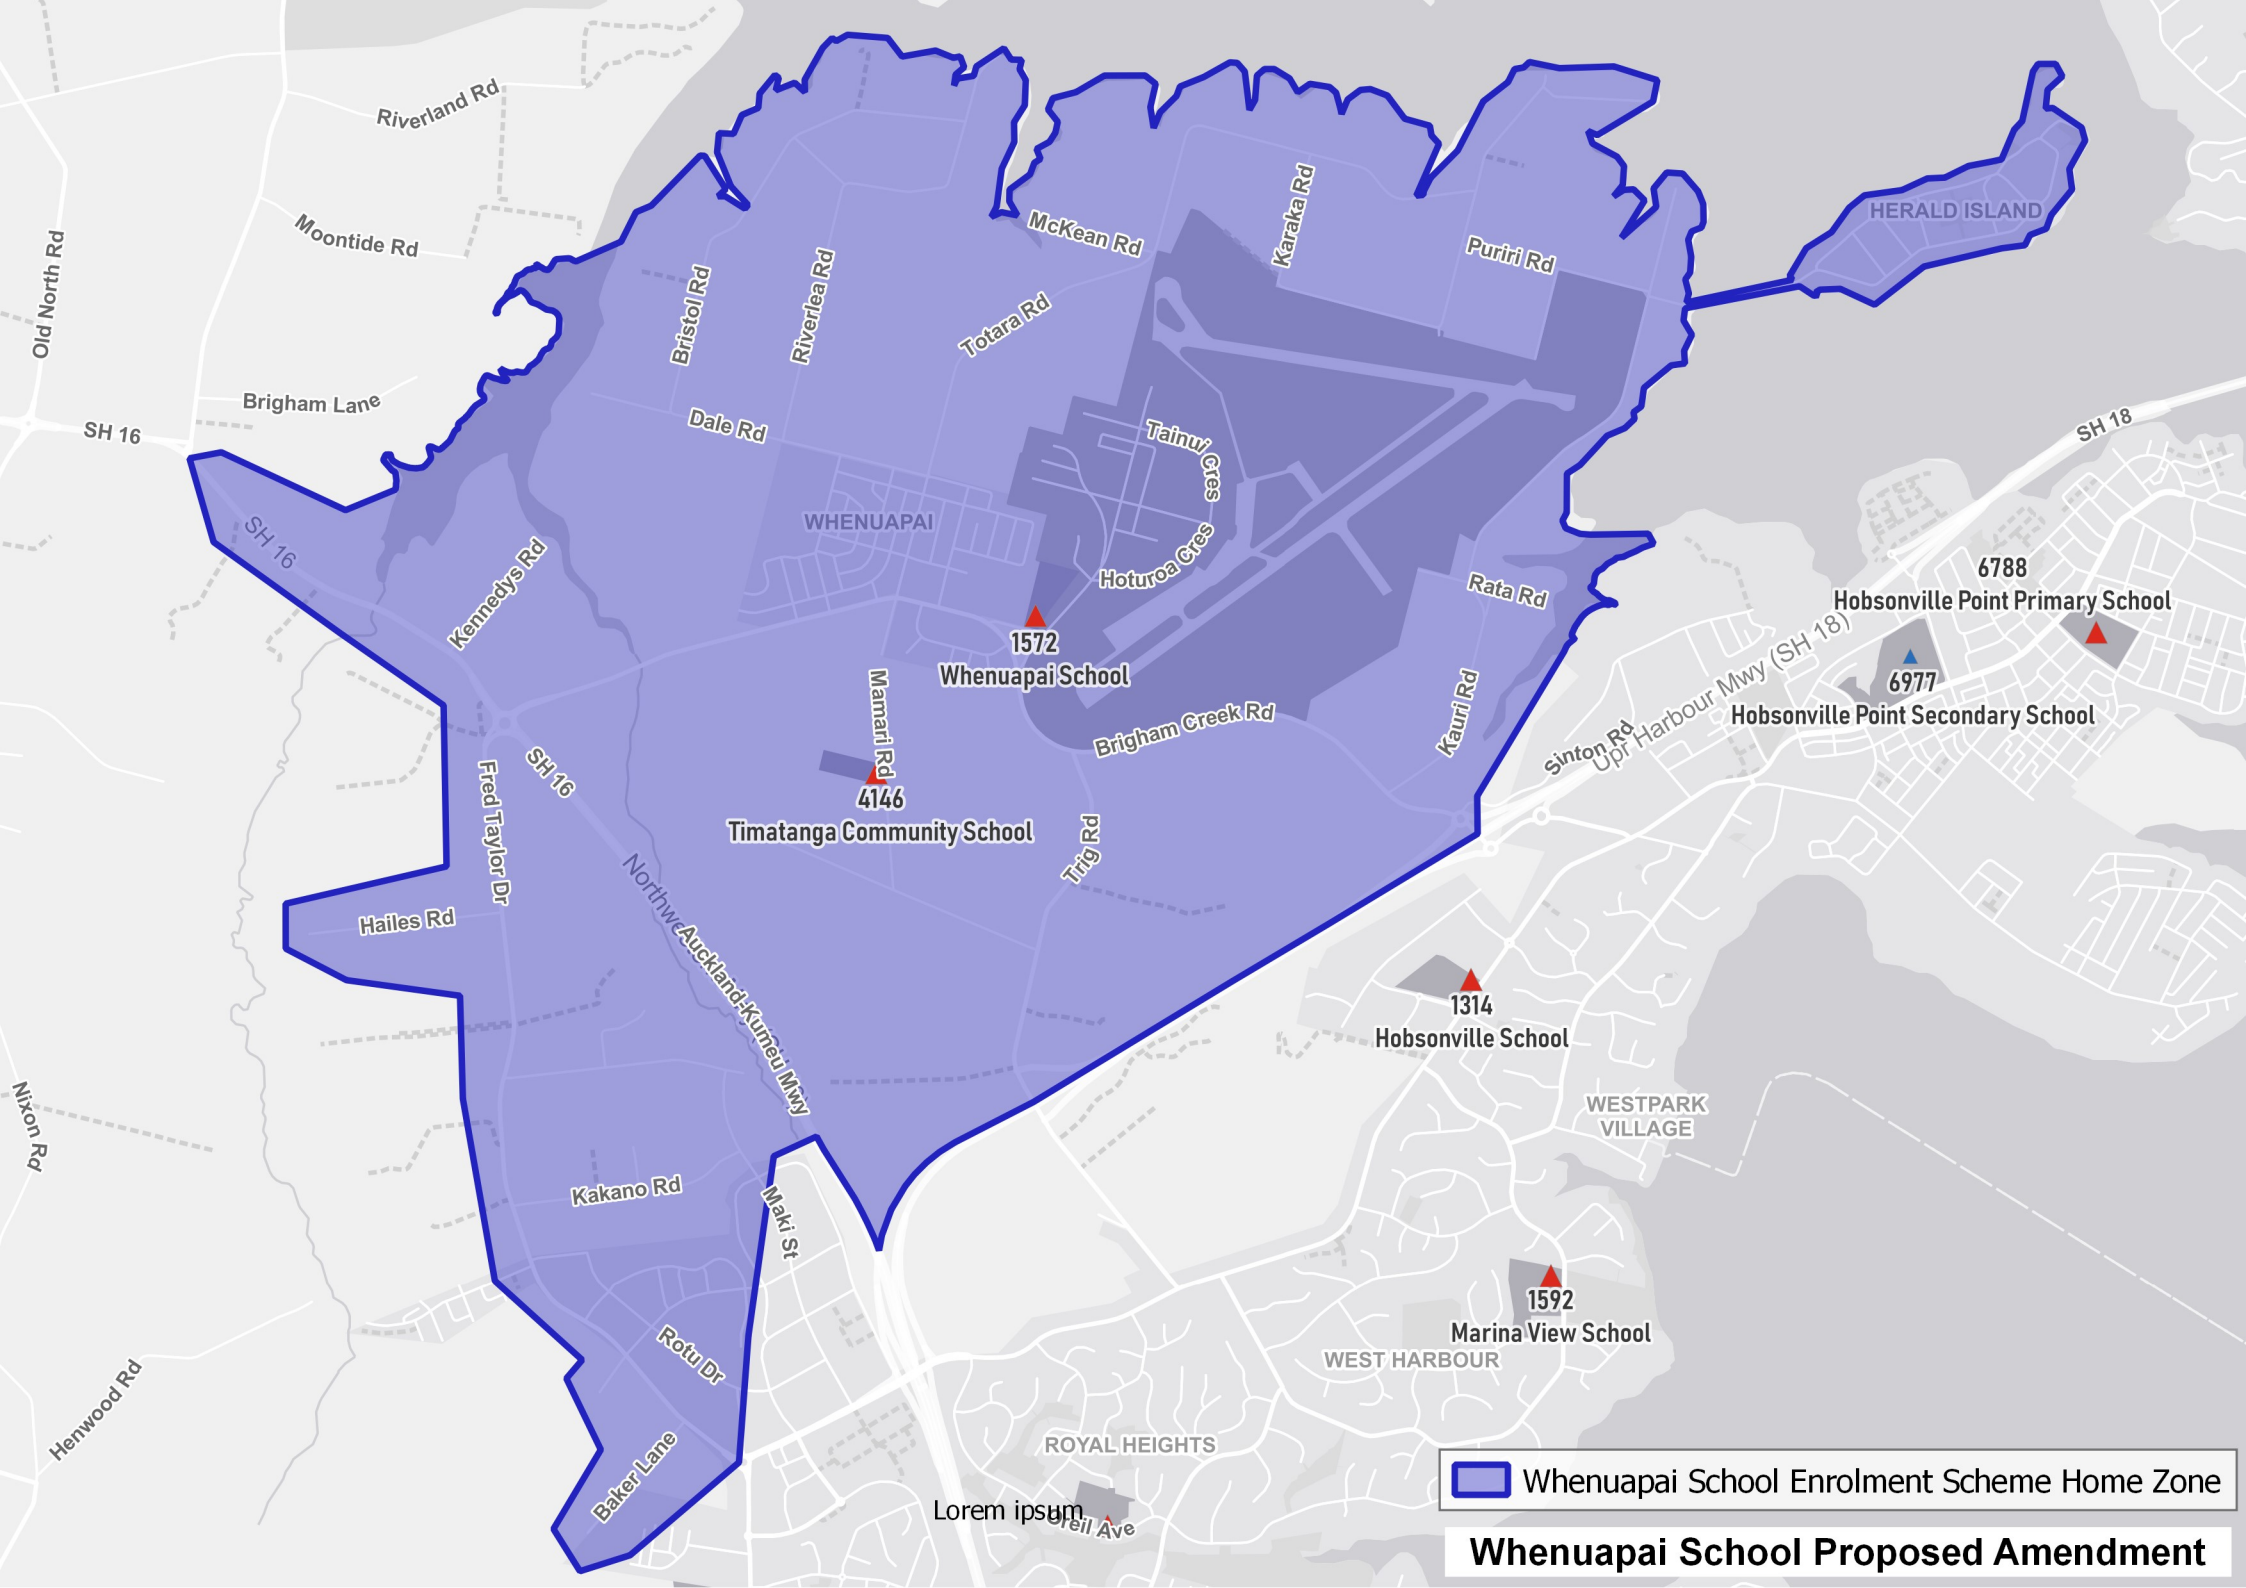 Riverland Rd
Moontide Rd
Old North Rd
Brigham Lane
SH 16
SH 16
Kennedys Rd
Bristol Rd
Riverlea Rd
McKean Rd
Totara Rd
Karaka Rd
Puriri Rd
HERALD ISLAND
Dale Rd
Tainui Cres
WHENUAPAI
Hoturoa Cres
Rata Rd
SH 18
6788
Hobsonville Point Primary School
1572
Whenuapai School
6977
Hobsonville Point Secondary School
Upr Harbour Mwy (SH 18)
Sinton Rd
Kauri Rd
Brigham Creek Rd
Mamari Rd
4146
Timatanga Community School
SH 16
Fred Taylor Dr
Trig Rd
Hailes Rd
Auckland-Kumeu Mwy
1314
Hobsonville School
Nixon Rd
WESTPARK
VILLAGE
Kakano Rd
Maki St
1592
Marina View School
WEST HARBOUR
Rotu Dr
Henwood Rd
Baker Lane
ROYAL HEIGHTS
Lorem ipsum
Oreil Ave
Whenuapai School Enrolment Scheme Home Zone
Whenuapai School Proposed Amendment